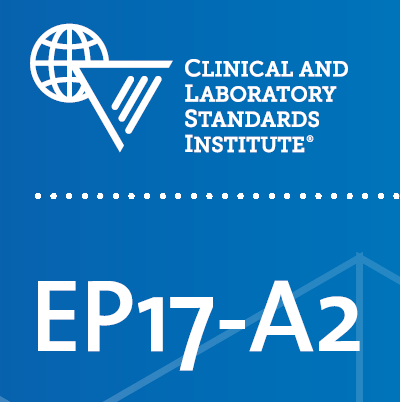 CLINICAL AND
LABORATORY
STANDARDS
INSTITUTE®
EP17-A2